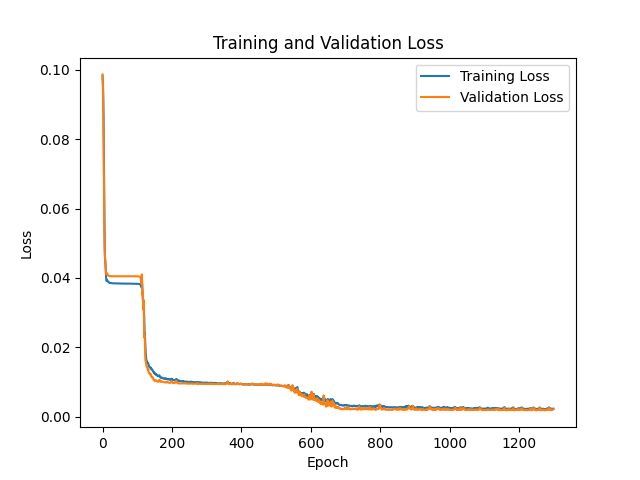 Training and Validation Loss
Training Loss
Validation Loss
0.10
0.08
0.06
0.04
0.02
0.00
Loss
0 200 400 600 800 1000 1200
Epoch